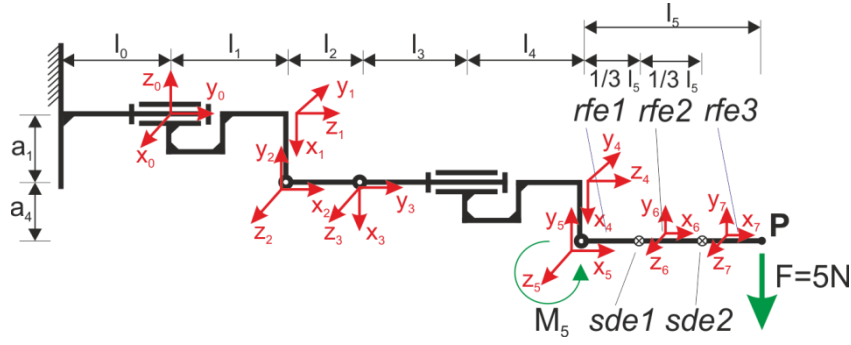 l₅
l₀ l₁ l₂ l₃ l₄
1/3 l₅ 1/3 l₅
rfe1 rfe2 rfe3
z₀ y₀ y₁
z₁
a₁ x₀ x₁
y₂ y₄
z₄
x₂ y₃
a₄ z₂ z₃ x₃ x₄
y₅ y₆ y₇ P
x₆ x₇
z₆ z₇
z₅ x₅
F=5N
M₅ sde1 sde2